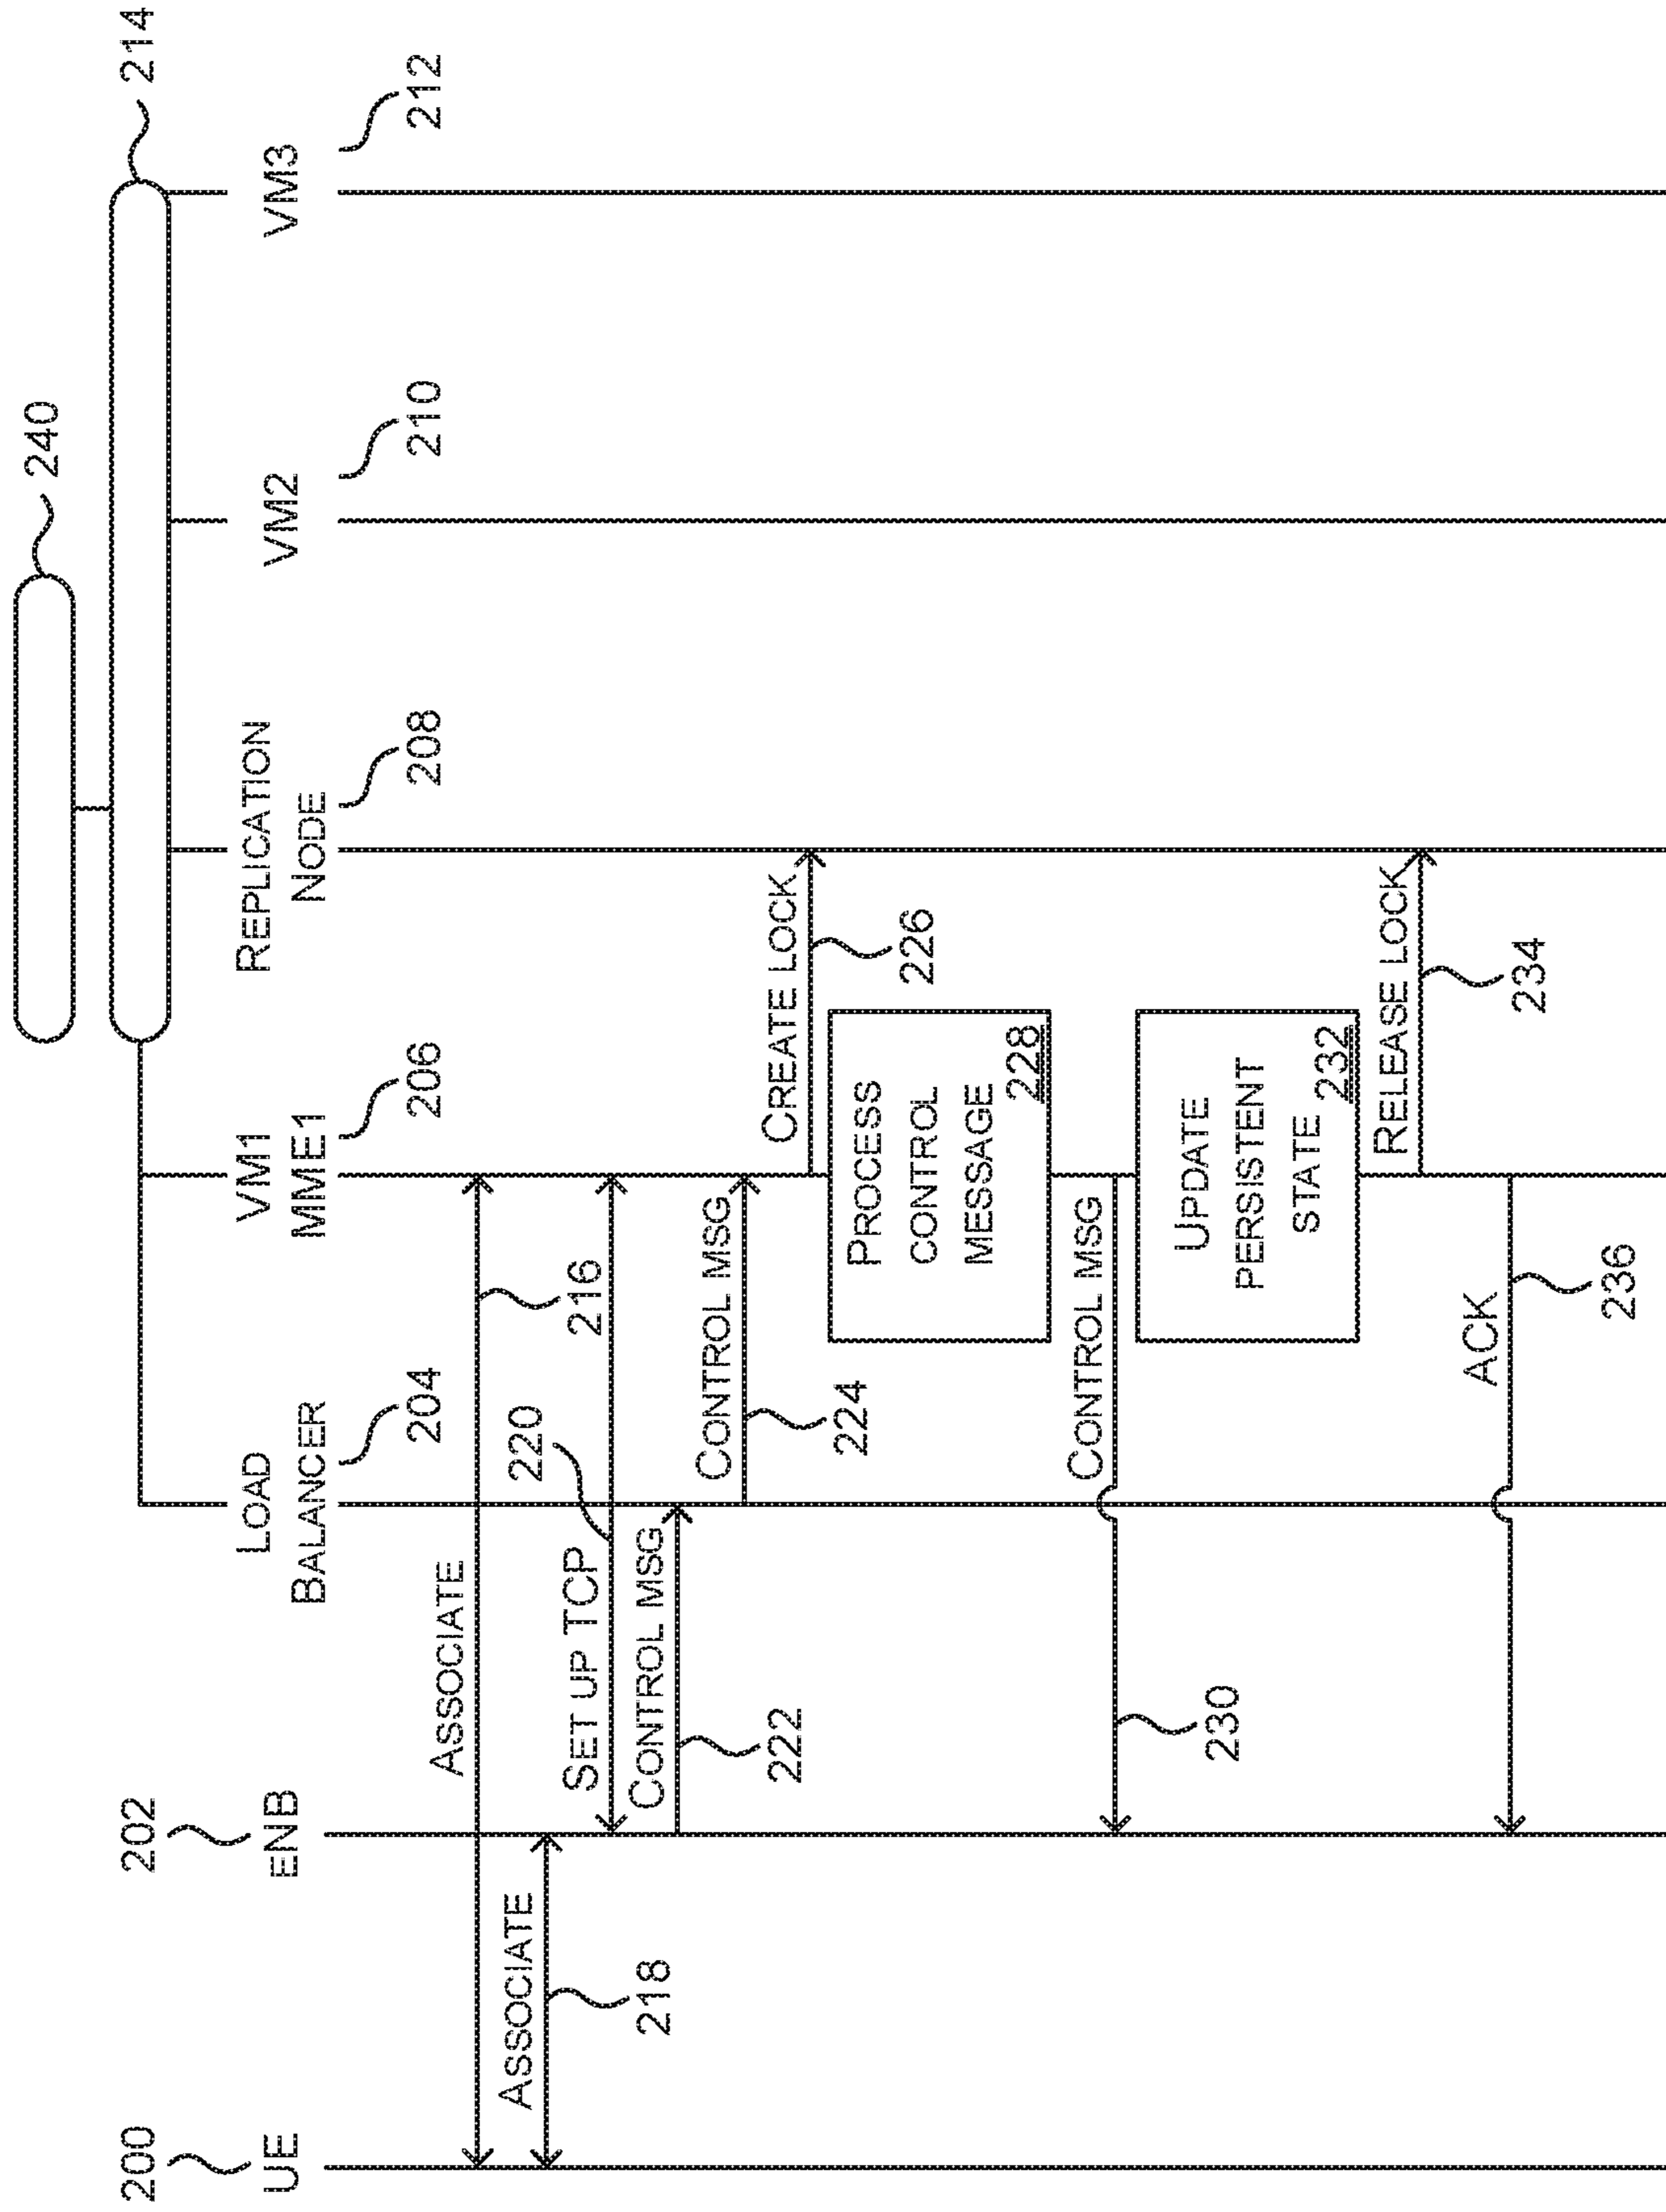 240
214
200
UE
202
ENB
LOAD
BALANCER
204
VM1
MME1
206
REPLICATION
NODE
208
VM2
210
VM3
212
ASSOCIATE
216
ASSOCIATE
218
SET UP TCP
220
CONTROL MSG
222
CONTROL MSG
224
CREATE LOCK
226
PROCESS
CONTROL
MESSAGE
228
CONTROL MSG
230
UPDATE
PERSISTENT
STATE
232
RELEASE LOCK
234
ACK
236